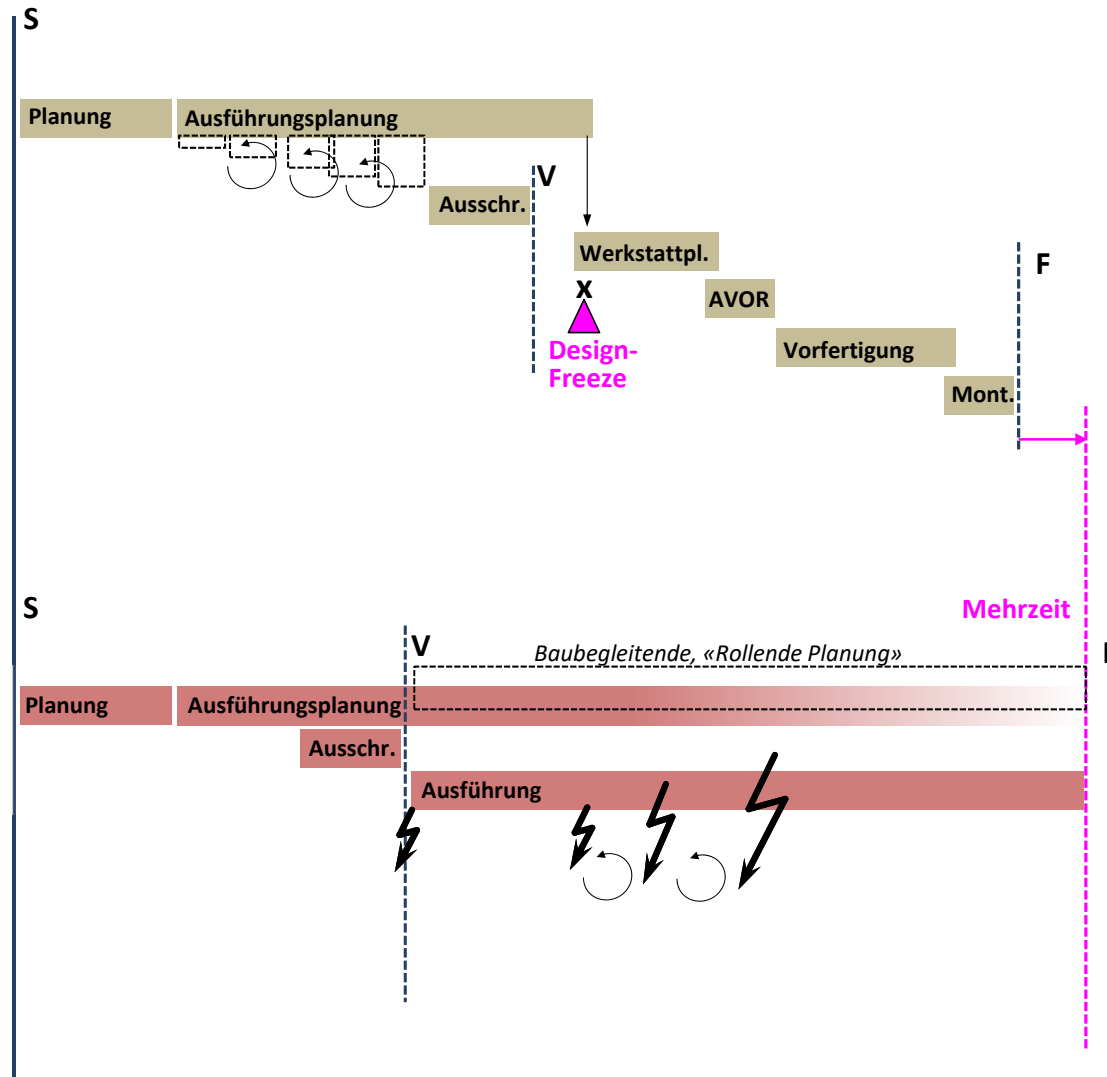 S
Planung
Ausführungsplanung
V
Ausschr.
Werkstattpl.
F
x
AVOR
Design-
Freeze
Vorfertigung
Mont.
S
Mehrzeit
V
Baubegleitende, «Rollende Planung»
Planung
Ausführungsplanung
Ausschr.
Ausführung